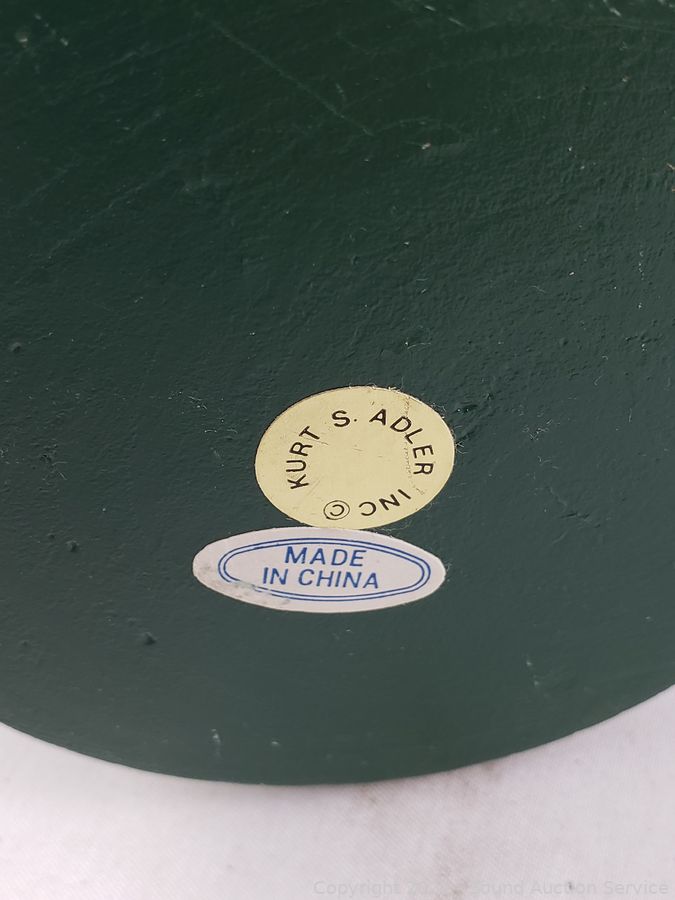 KURT S. ADLER INC ©
MADE
IN CHINA
Sound Auction Service